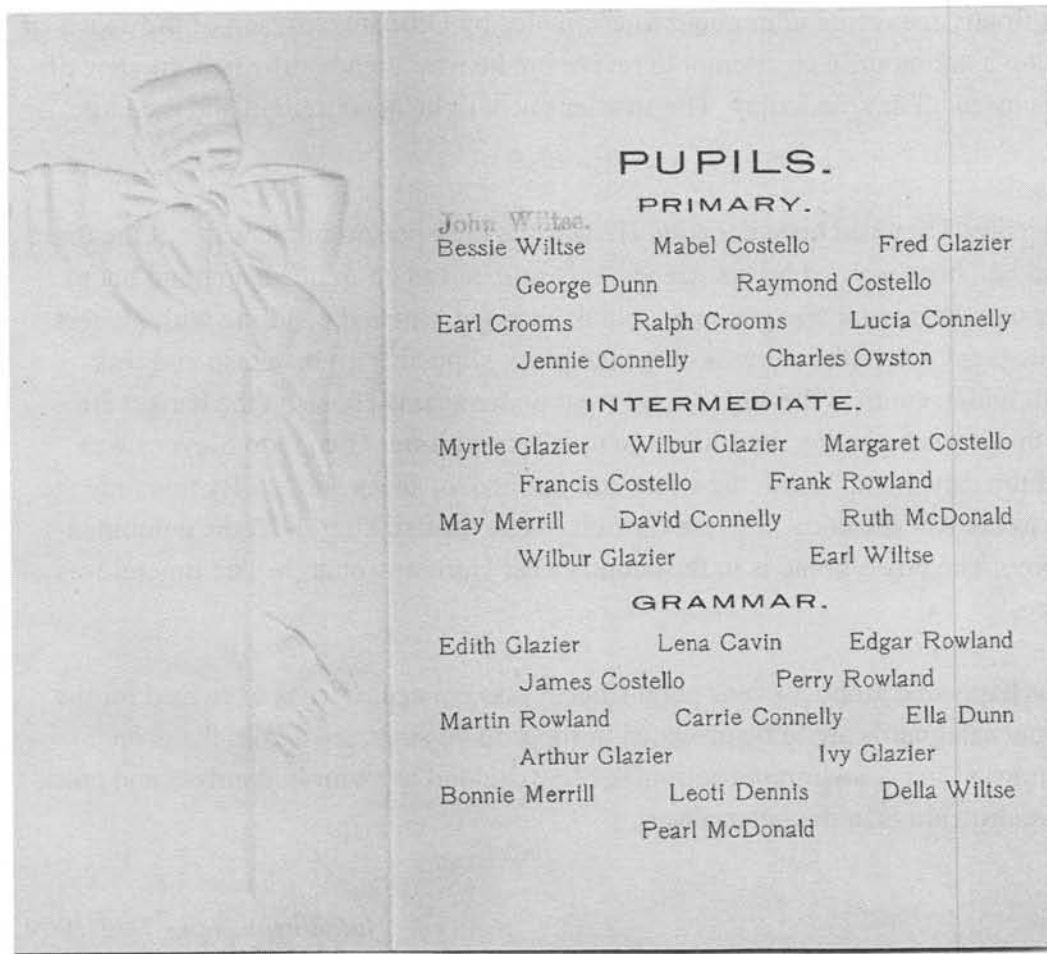 PUPILS.
PRIMARY.
John Wiltse.
Bessie Wiltse Mabel Costello Fred Glazier
George Dunn Raymond Costello
Earl Crooms Ralph Crooms Lucia Connelly
Jennie Connelly Charles Owston
INTERMEDIATE.
Myrtle Glazier Wilbur Glazier Margaret Costello
Francis Costello Frank Rowland
May Merrill David Connelly Ruth McDonald
Wilbur Glazier Earl Wiltse
GRAMMAR.
Edith Glazier Lena Cavin Edgar Rowland
James Costello Perry Rowland
Martin Rowland Carrie Connelly Ella Dunn
Arthur Glazier Ivy Glazier
Bonnie Merrill Leoti Dennis Della Wiltse
Pearl McDonald